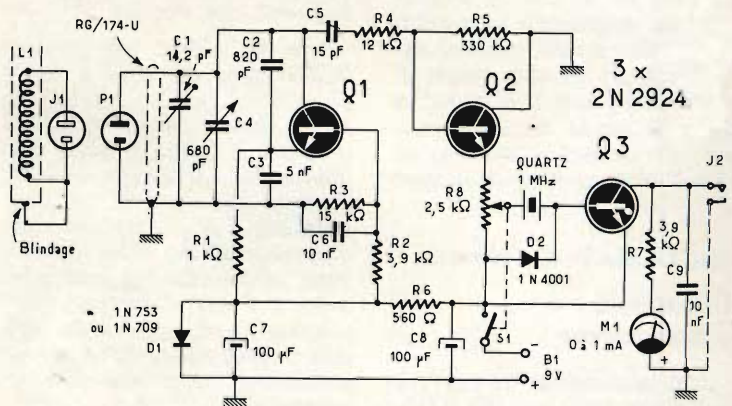 L1
RG/174-U
J1
P1
Blindage
C1
14,2 pF
C2
820
pF
C4
680
pF
C3
5 nF
C5
15 pF
R4
12 kΩ
R5
330 kΩ
Q1
Q2
Q3
3 x
2 N 2924
R3
15 kΩ
C6
10 nF
R1
1 kΩ
R2
3,9 kΩ
R8
2,5 kΩ
QUARTZ
1 MHz
D2
1 N 4001
J2
3,9
kΩ
R7
C9
10
nF
1N 753
ou 1N 709
D1
C7
100 µF
R6
560 Ω
C8
100 µF
S1
B1
9 V
-
+
M1
0 à 1 mA
-
+